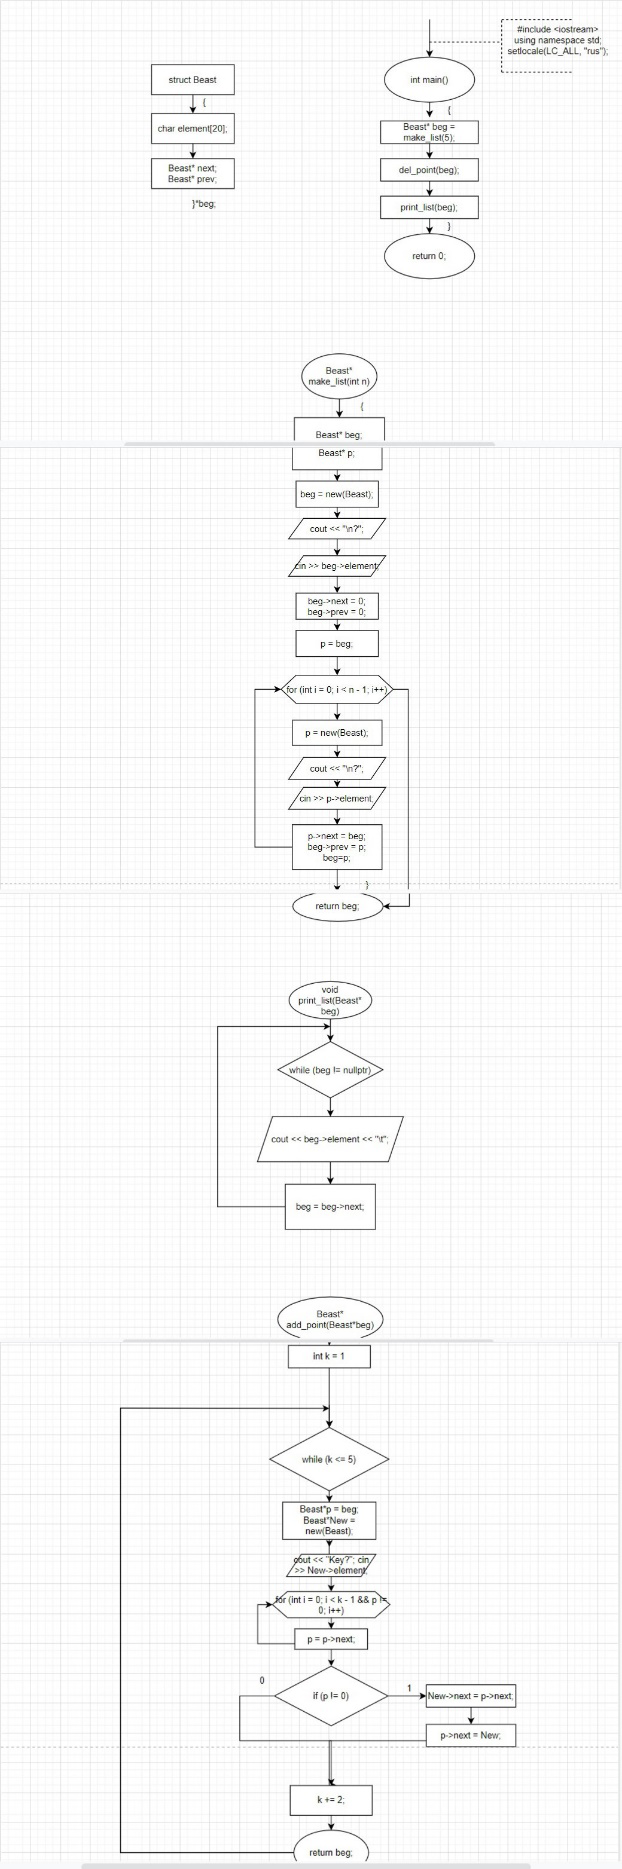 #include <iostream>
using namespace std;
setlocale(LC_ALL, "rus");
struct Beast
{
char element[20];
Beast* next;
Beast* prev;
}*beg;
int main()
{
Beast* beg =
make_list(5);
del_point(beg);
print_list(beg);
}
return 0;
Beast*
make_list(int n)
{
Beast* beg;
Beast* p;
beg = new(Beast);
cout << "\n?";
cin >> beg->element;
beg->next = 0;
beg->prev = 0;
p = beg;
for (int i = 0; i < n - 1; i++)
p = new(Beast);
cout << "\n?";
cin >> p->element;
p->next = beg;
beg->prev = p;
beg=p;
}
return beg;
void
print_list(Beast*
beg)
while (beg != nullptr)
cout << beg->element << "\t";
beg = beg->next;
Beast*
add_point(Beast*beg)
int k = 1
while (k <= 5)
Beast*p = beg;
Beast*New =
new(Beast);
cout << "Key?"; cin
>> New->element;
for (int i = 0; i < k - 1 && p !=
0; i++)
p = p->next;
0
if (p != 0)
1
New->next = p->next;
p->next = New;
k += 2;
return beg;